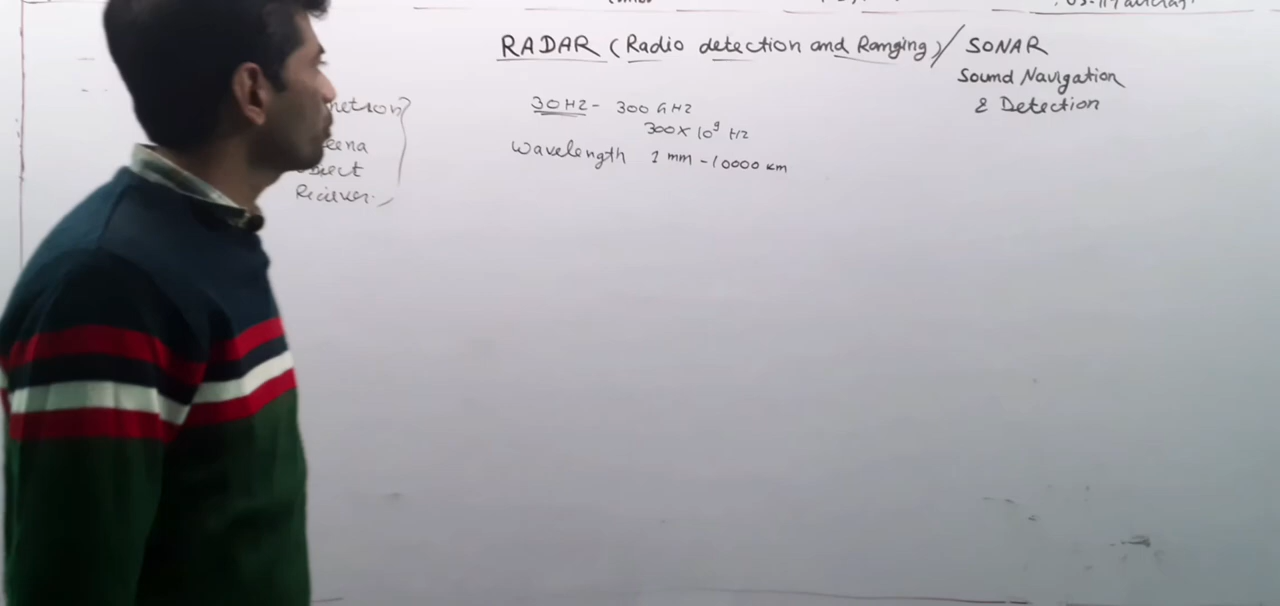 RADAR (Radio detection and Ranging) / SONAR
Sound Navigation
& Detection
30 HZ - 300 GHZ
300 x 10⁹ HZ
Wavelength 1 mm - 10000 km
Reciever.